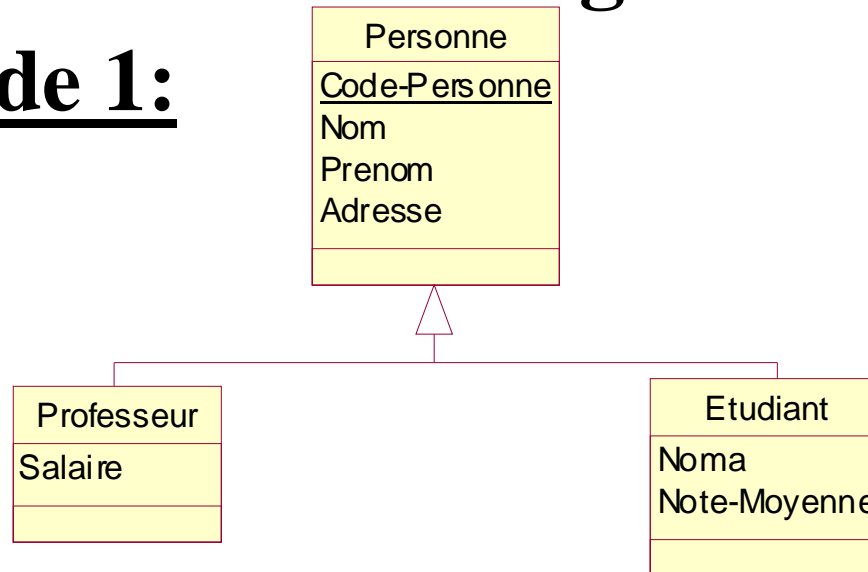 de 1:
Personne
Code-Personne
Nom
Prenom
Adresse
Professeur
Salaire
Etudiant
Noma
Note-Moyenne